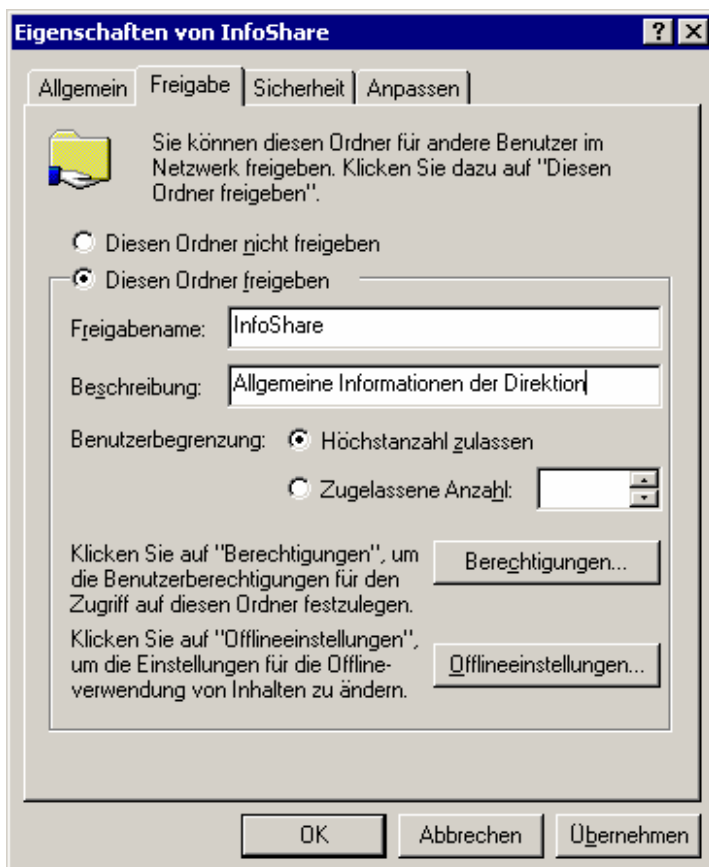 Eigenschaften von InfoShare
Allgemein Freigabe Sicherheit Anpassen
Sie können diesen Ordner für andere Benutzer im
Netzwerk freigeben. Klicken Sie dazu auf "Diesen
Ordner freigeben".
Diesen Ordner nicht freigeben
Diesen Ordner freigeben
Freigabename: InfoShare
Beschreibung: Allgemeine Informationen der Direktion
Benutzerbegrenzung: Höchstanzahl zulassen
Zugelassene Anzahl:
Klicken Sie auf "Berechtigungen", um
die Benutzerberechtigungen für den
Zugriff auf diesen Ordner festzulegen.
Berechtigungen...
Klicken Sie auf "Offlineeinstellungen",
um die Einstellungen für die Offline-
verwendung von Inhalten zu ändern.
Offlineeinstellungen...
OK Abbrechen Übernehmen